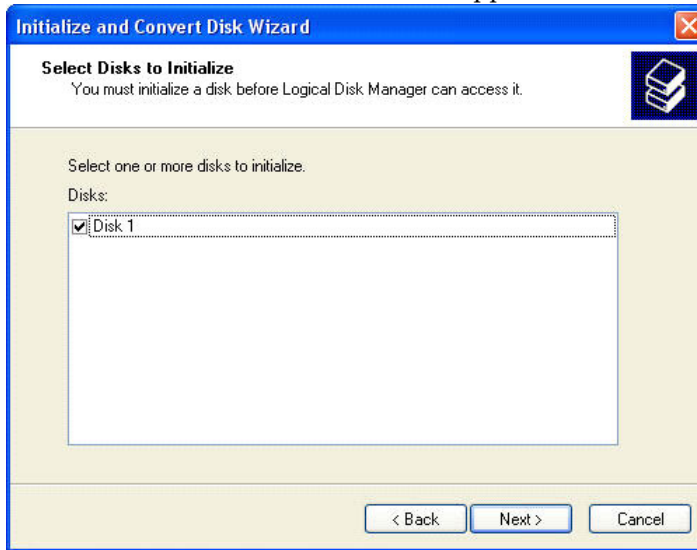 Initialize and Convert Disk Wizard
Select Disks to Initialize
You must initialize a disk before Logical Disk Manager can access it.
Select one or more disks to initialize.
Disks:
Disk 1
< Back Next > Cancel